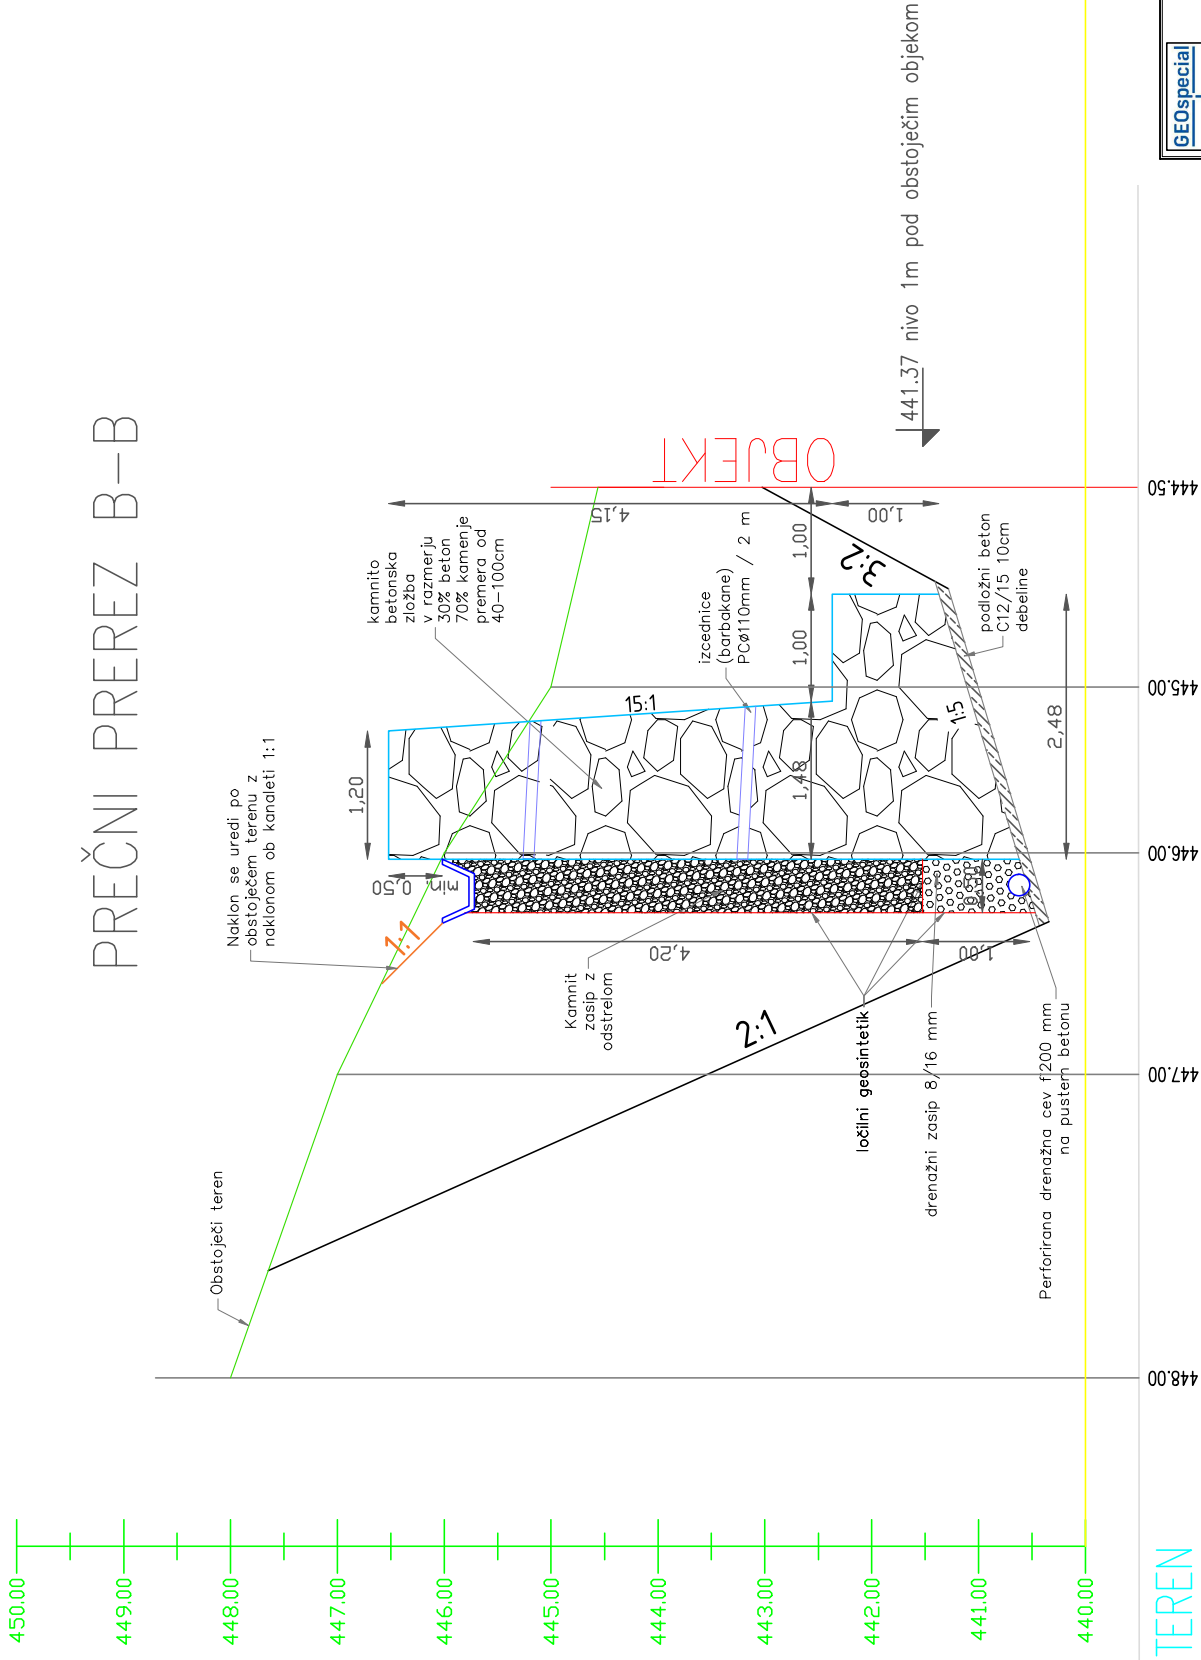 PREČNI PREREZ B-B
Naklon se uredi po
obstoječem terenu z
naklonom ob kanaleti 1:1
Obstoječi teren
kamnito
betonska
zložba
v razmerju
30% beton
70% kamenje
premera od
40-100cm
izcednice
(barbakane)
PCø110mm / 2 m
podložni beton
C12/15 10cm
debeline
Kamnit
zasip z
odstrelom
ločilni geosintetik
drenažni zasip 8/16 mm
Perforirana drenažna cev f200 mm
na pustem betonu
OBJEKT
441.37 nivo 1m pod obstoječim objekom
1,20
0,50
min.
1:1
2:1
15:1
3:2
1:5
4,15
1,00
1,00
1,00
1,48
2,48
4,20
1,00
450.00
449.00
448.00
447.00
446.00
445.00
444.00
443.00
442.00
441.00
440.00
TEREN
448.00
447.00
446.00
445.00
444.50
GEOspecial